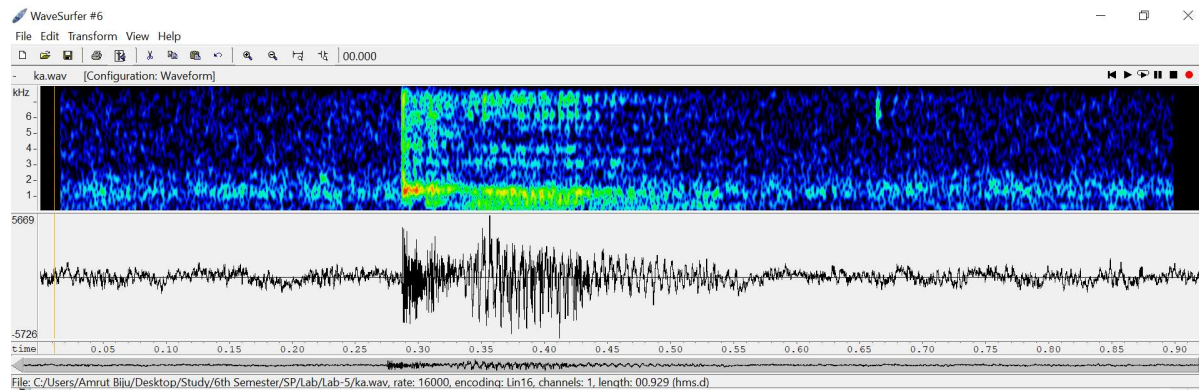 WaveSurfer #6
File Edit Transform View Help
00.000
- ka.wav [Configuration: Waveform]
kHz
6
5
4
3
2
1
5669
-5726
time 0.05 0.10 0.15 0.20 0.25 0.30 0.35 0.40 0.45 0.50 0.55 0.60 0.65 0.70 0.75 0.80 0.85 0.90
File: C:/Users/Amrut Biju/Desktop/Study/6th Semester/SP/Lab/Lab-5/ka.wav, rate: 16000, encoding: Lin16, channels: 1, length: 00.929 (hms.d)